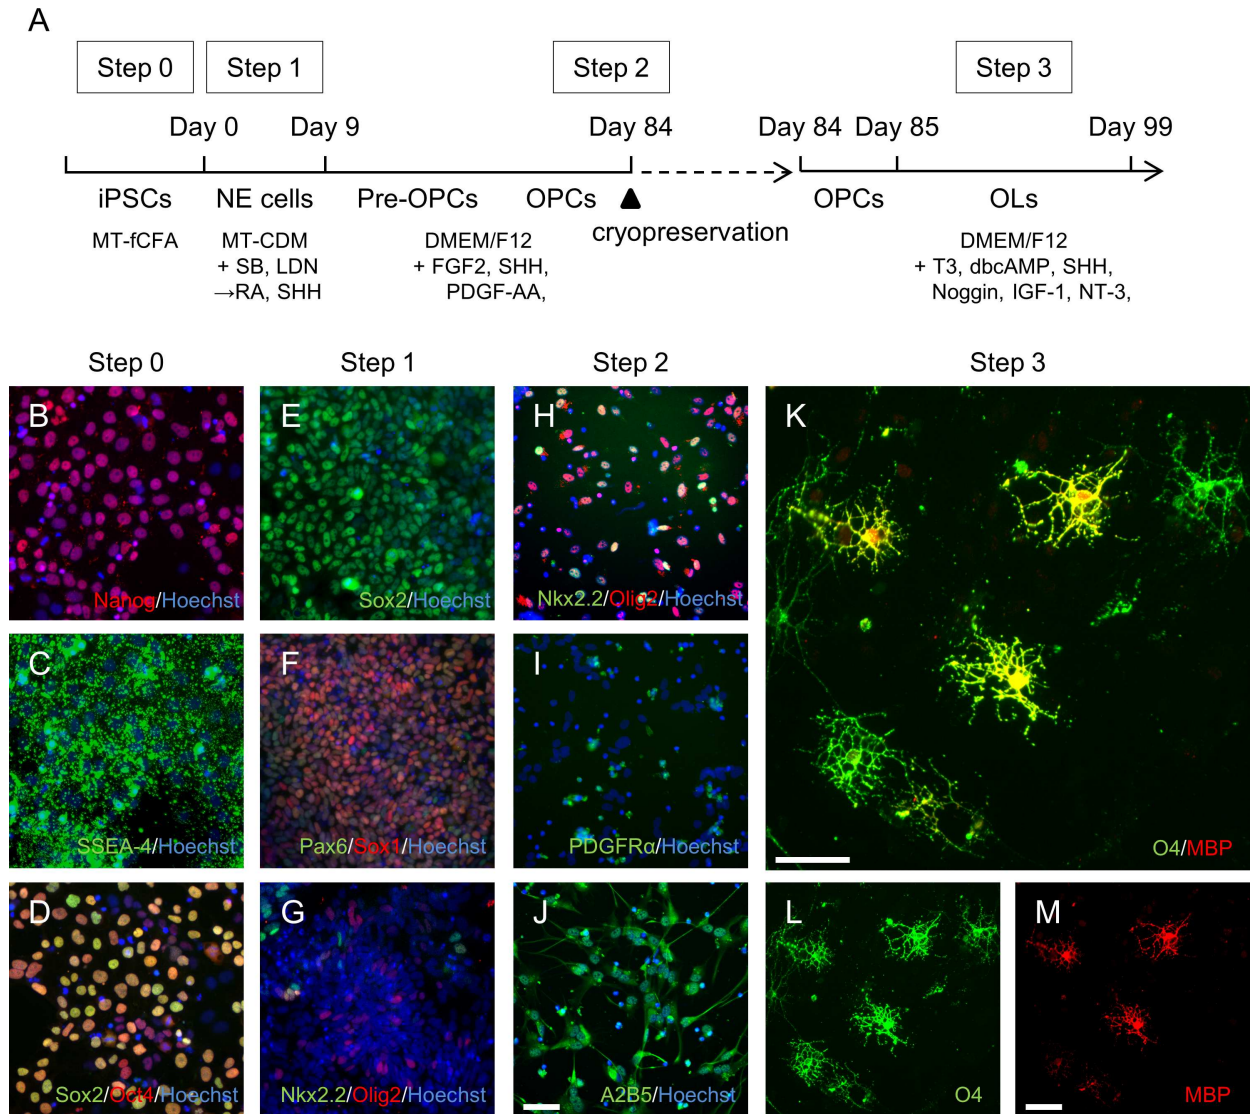 A
Step 0
Step 1
Step 2
Step 3
Day 0
Day 9
Day 84
Day 84
Day 85
Day 99
iPSCs
NE cells
Pre-OPCs
OPCs
OPCs
OLs
cryopreservation
MT-fCFA
MT-CDM
+ SB, LDN
→RA, SHH
DMEM/F12
+ FGF2, SHH,
PDGF-AA,
DMEM/F12
+ T3, dbcAMP, SHH,
Noggin, IGF-1, NT-3,
Step 0
Step 1
Step 2
Step 3
B
Nanog/Hoechst
E
Sox2/Hoechst
H
Nkx2.2/Olig2/Hoechst
K
O4/MBP
C
SSEA-4/Hoechst
F
Pax6/Sox1/Hoechst
I
PDGFRα/Hoechst
D
Sox2/Oct4/Hoechst
G
Nkx2.2/Olig2/Hoechst
J
A2B5/Hoechst
L
O4
M
MBP